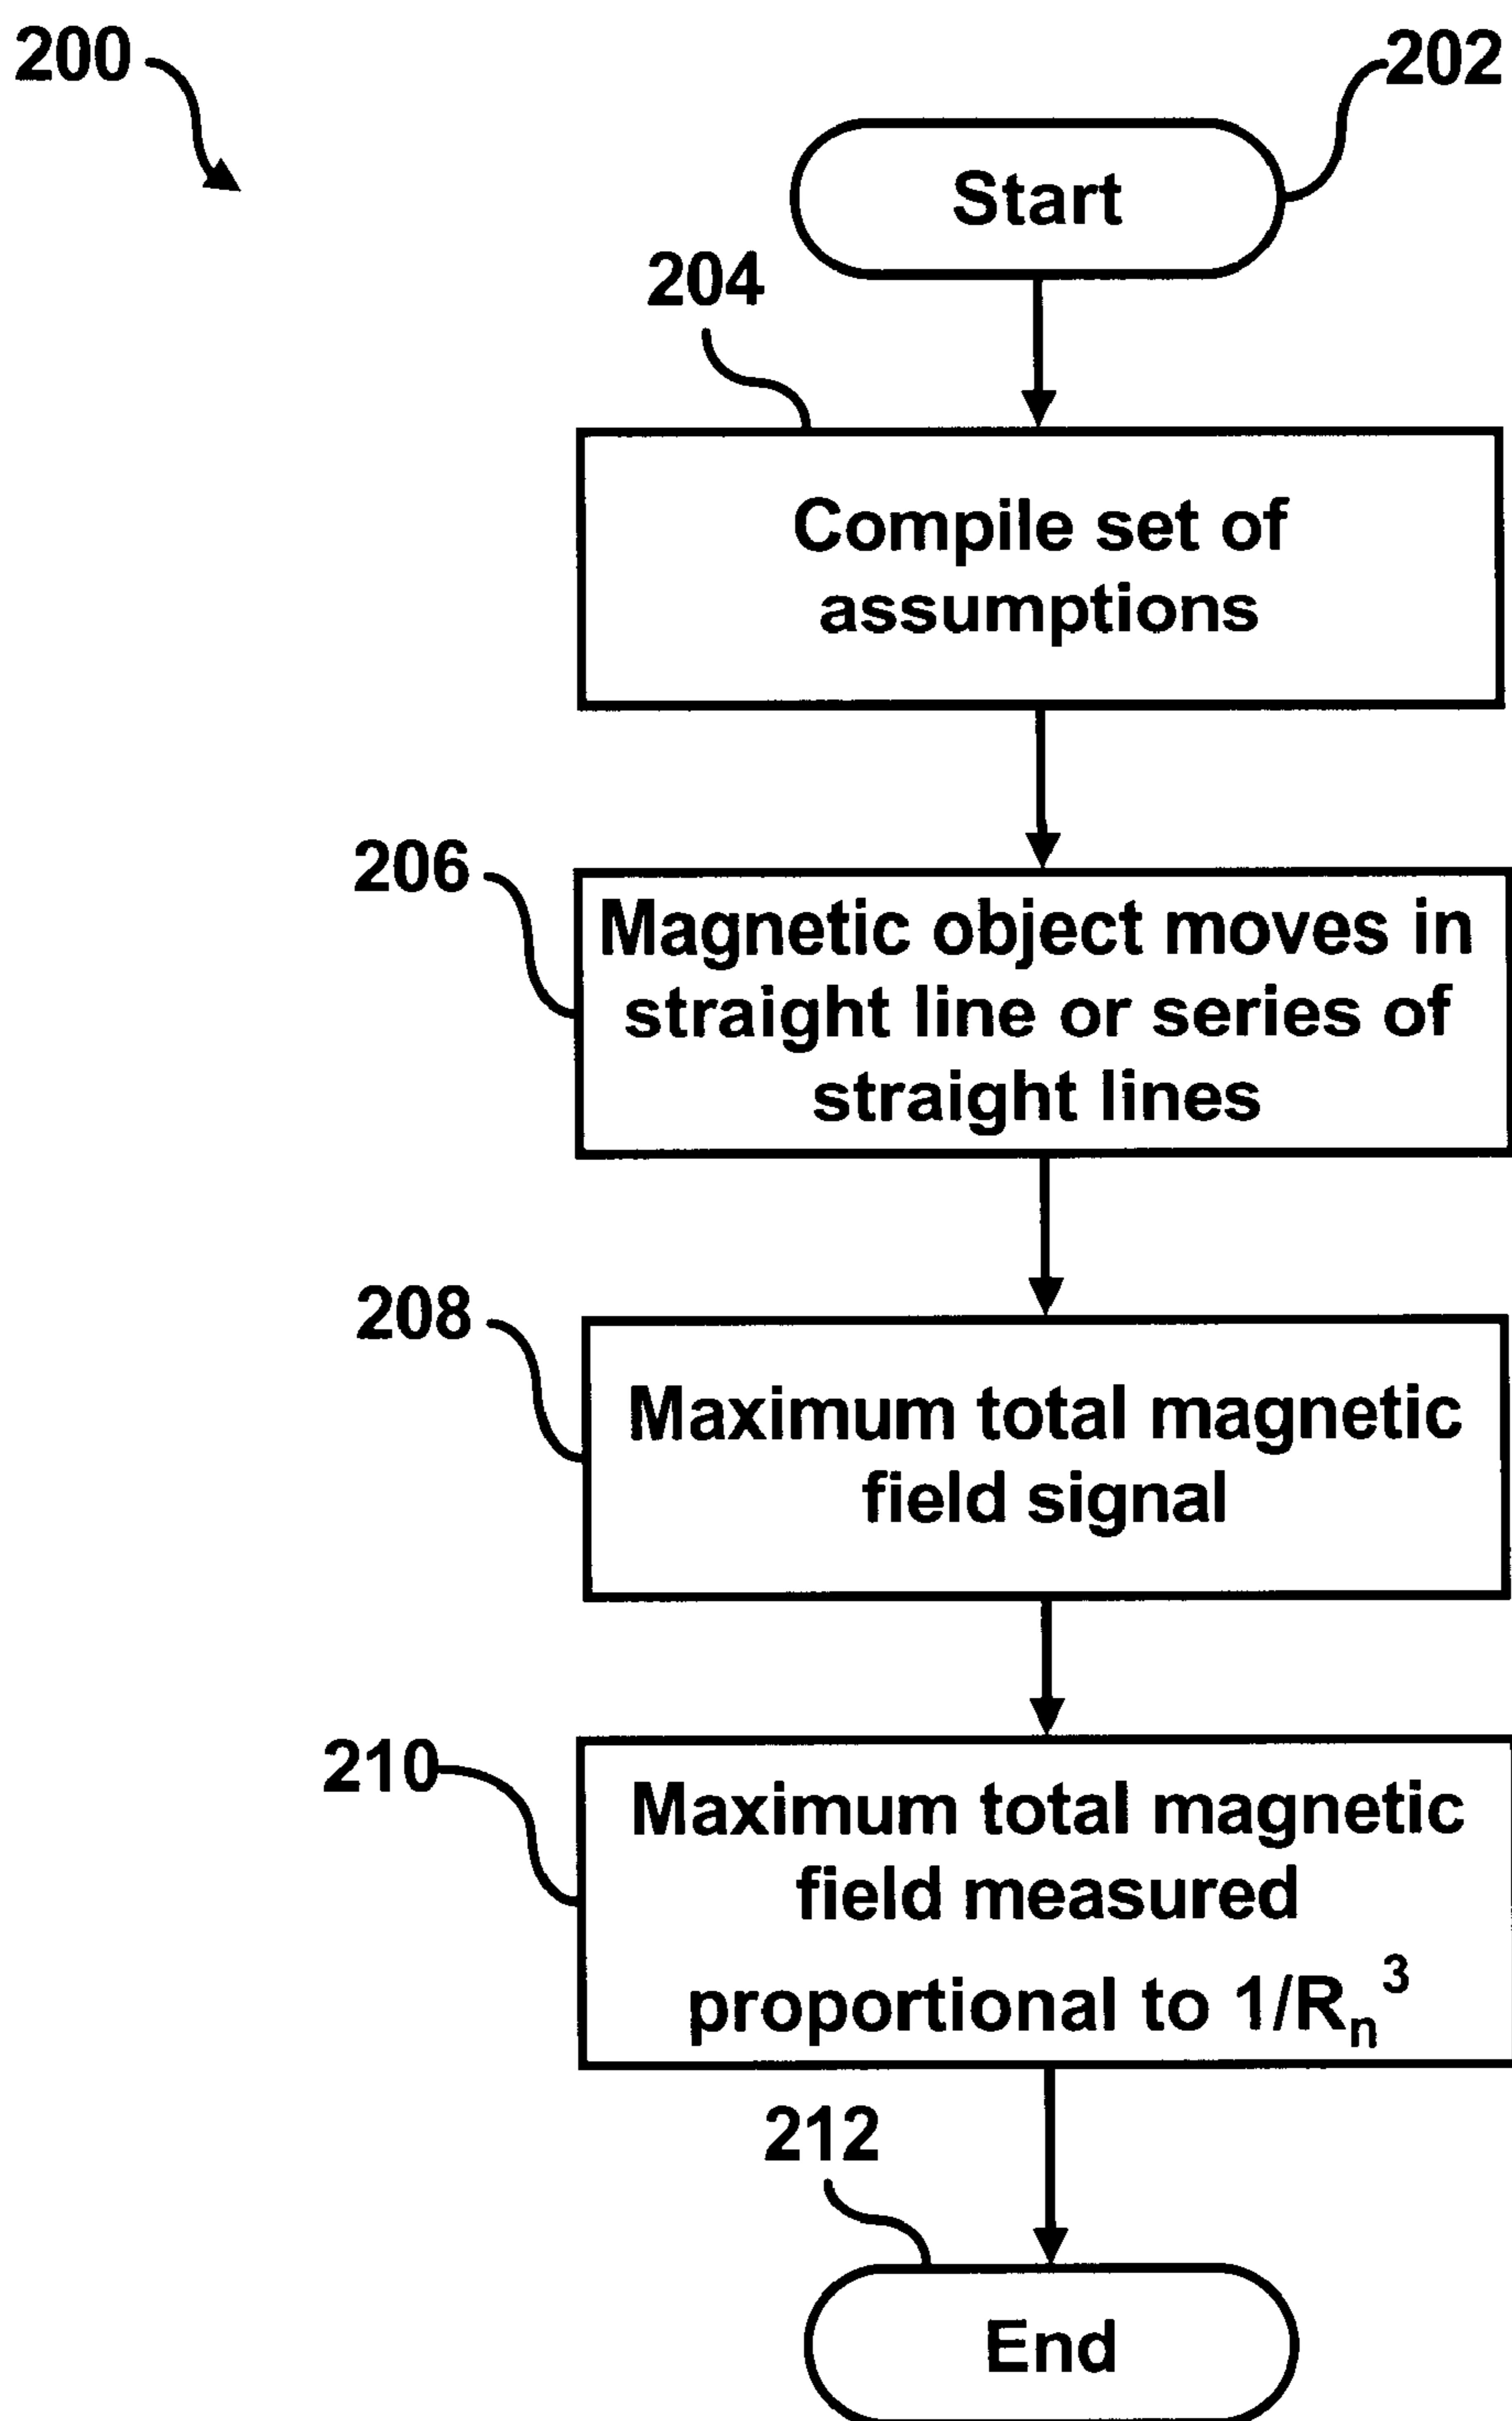 200
202
Start
204
Compile set of
assumptions
206
Magnetic object moves in
straight line or series of
straight lines
208
Maximum total magnetic
field signal
210
Maximum total magnetic
field measured
proportional to 1/Rₙ³
212
End